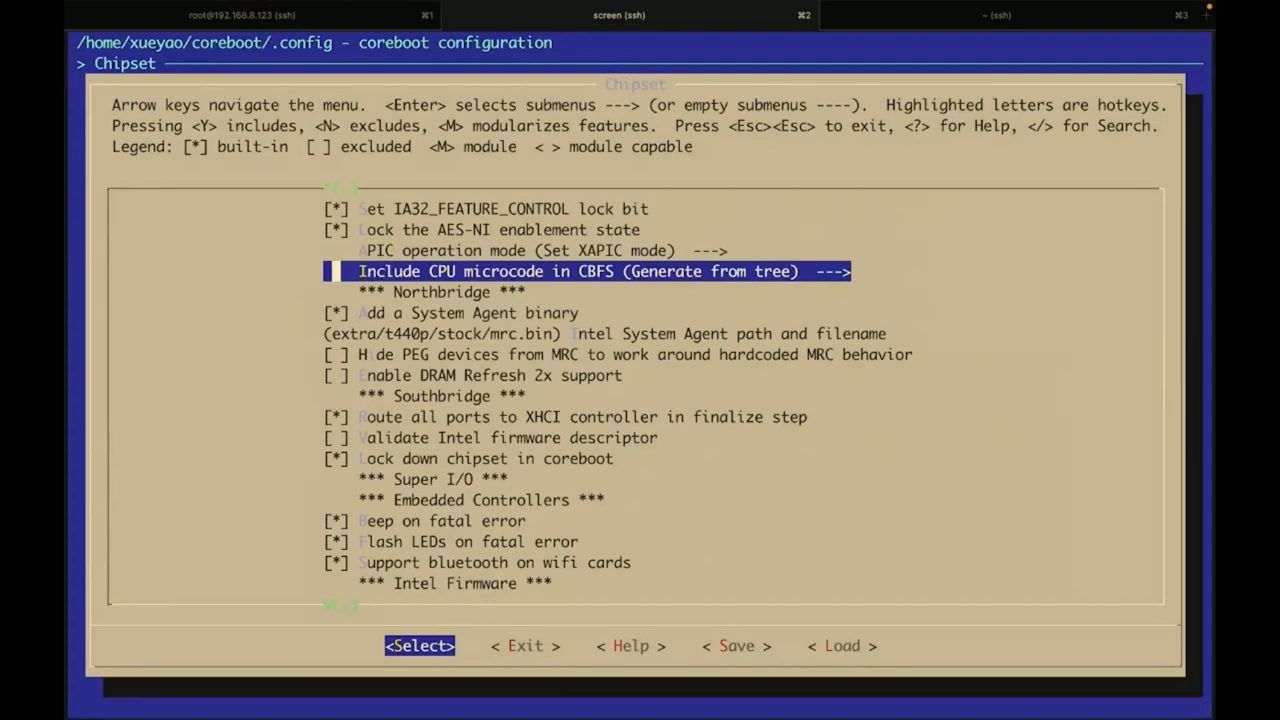 root@192.168.8.123 (ssh) ⌘1 screen (ssh) ⌘2 ~ (ssh) ⌘3 +
/home/xueyao/coreboot/.config - coreboot configuration
> Chipset
Chipset
Arrow keys navigate the menu. <Enter> selects submenus ---> (or empty submenus ----). Highlighted letters are hotkeys.
Pressing <Y> includes, <N> excludes, <M> modularizes features. Press <Esc><Esc> to exit, <?> for Help, </> for Search.
Legend: [*] built-in [ ] excluded <M> module < > module capable
^(-)
[*] Set IA32_FEATURE_CONTROL lock bit
[*] Lock the AES-NI enablement state
APIC operation mode (Set XAPIC mode) --->
Include CPU microcode in CBFS (Generate from tree) --->
*** Northbridge ***
[*] Add a System Agent binary
(extra/t440p/stock/mrc.bin) Intel System Agent path and filename
[ ] Hide PEG devices from MRC to work around hardcoded MRC behavior
[ ] Enable DRAM Refresh 2x support
*** Southbridge ***
[*] Route all ports to XHCI controller in finalize step
[ ] Validate Intel firmware descriptor
[*] Lock down chipset in coreboot
*** Super I/O ***
*** Embedded Controllers ***
[*] Beep on fatal error
[*] Flash LEDs on fatal error
[*] Support bluetooth on wifi cards
*** Intel Firmware ***
v(+)
<Select> < Exit > < Help > < Save > < Load >